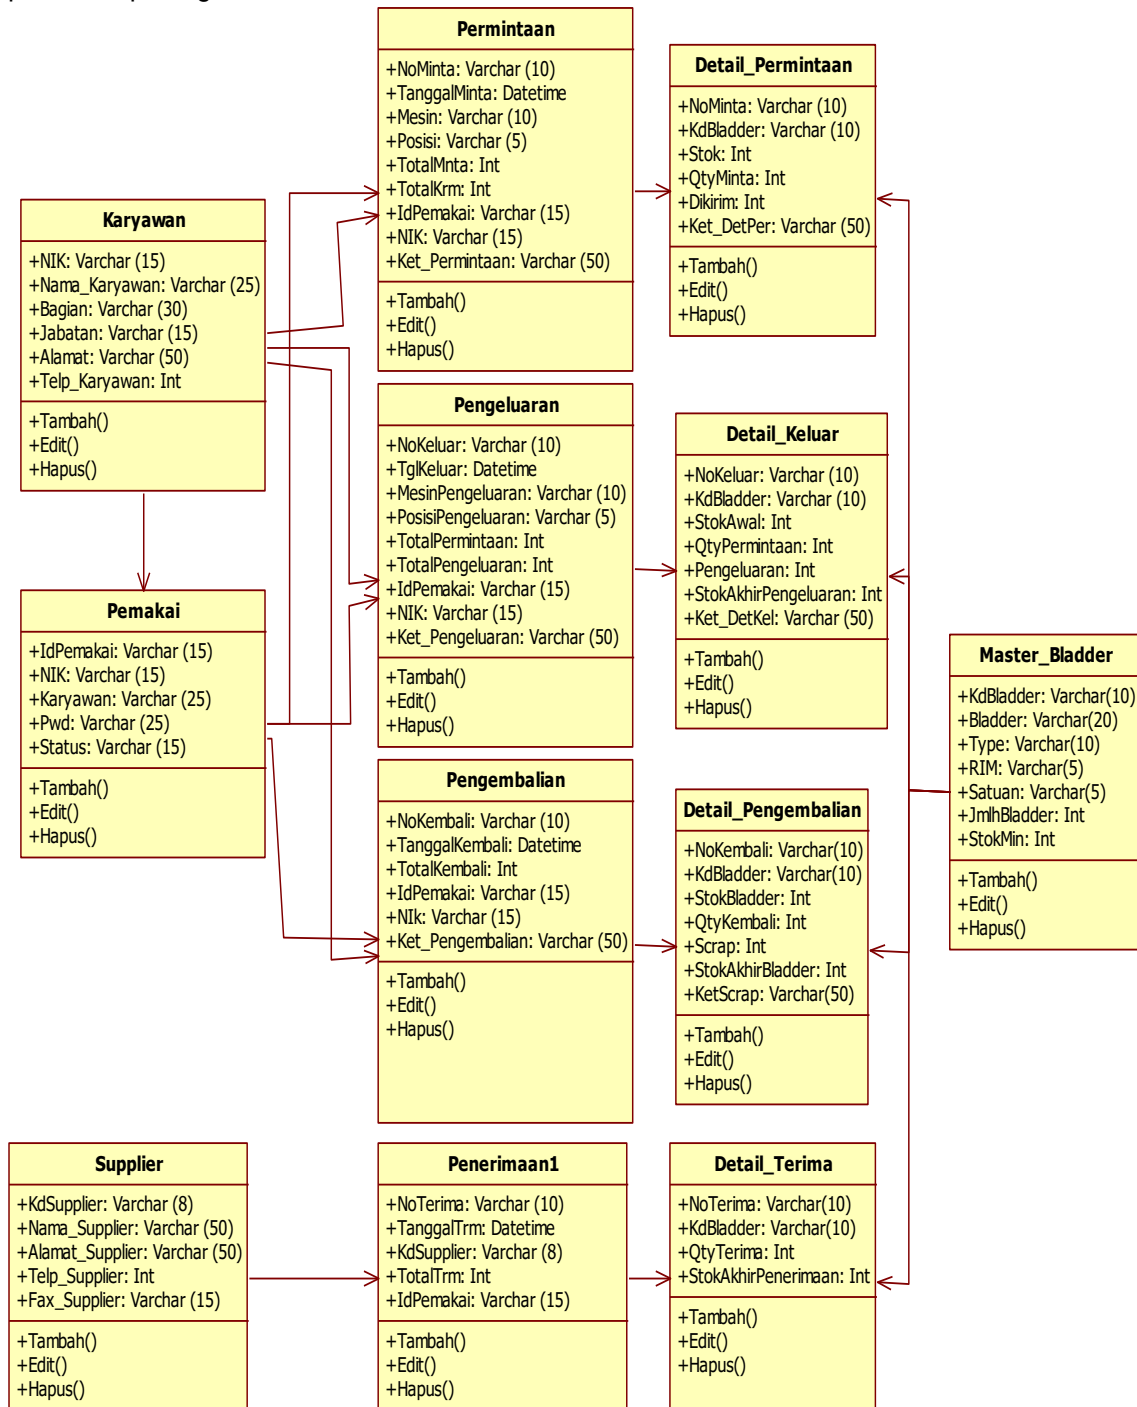 Permintaan
+NoMinta: Varchar (10)
+TanggalMinta: Datetime
+Mesin: Varchar (10)
+Posisi: Varchar (5)
+TotalMnta: Int
+TotalKrm: Int
+IdPemakai: Varchar (15)
+NIK: Varchar (15)
+Ket_Permintaan: Varchar (50)
+Tambah()
+Edit()
+Hapus()
Detail_Permintaan
+NoMinta: Varchar (10)
+KdBladder: Varchar (10)
+Stok: Int
+QtyMinta: Int
+Dikirim: Int
+Ket_DetPer: Varchar (50)
+Tambah()
+Edit()
+Hapus()
Karyawan
+NIK: Varchar (15)
+Nama_Karyawan: Varchar (25)
+Bagian: Varchar (30)
+Jabatan: Varchar (15)
+Alamat: Varchar (50)
+Telp_Karyawan: Int
+Tambah()
+Edit()
+Hapus()
Pengeluaran
+NoKeluar: Varchar (10)
+TglKeluar: Datetime
+MesinPengeluaran: Varchar (10)
+PosisiPengeluaran: Varchar (5)
+TotalPermintaan: Int
+TotalPengeluaran: Int
+IdPemakai: Varchar (15)
+NIK: Varchar (15)
+Ket_Pengeluaran: Varchar (50)
+Tambah()
+Edit()
+Hapus()
Detail_Keluar
+NoKeluar: Varchar (10)
+KdBladder: Varchar (10)
+StokAwal: Int
+QtyPermintaan: Int
+Pengeluaran: Int
+StokAkhirPengeluaran: Int
+Ket_DetKel: Varchar (50)
+Tambah()
+Edit()
+Hapus()
Pemakai
+IdPemakai: Varchar (15)
+NIK: Varchar (15)
+Karyawan: Varchar (25)
+Pwd: Varchar (25)
+Status: Varchar (15)
+Tambah()
+Edit()
+Hapus()
Master_Bladder
+KdBladder: Varchar(10)
+Bladder: Varchar(20)
+Type: Varchar(10)
+RIM: Varchar(5)
+Satuan: Varchar(5)
+JmlhBladder: Int
+StokMin: Int
+Tambah()
+Edit()
+Hapus()
Pengembalian
+NoKembali: Varchar (10)
+TanggalKembali: Datetime
+TotalKembali: Int
+IdPemakai: Varchar (15)
+NIk: Varchar (15)
+Ket_Pengembalian: Varchar (50)
+Tambah()
+Edit()
+Hapus()
Detail_Pengembalian
+NoKembali: Varchar(10)
+KdBladder: Varchar(10)
+StokBladder: Int
+QtyKembali: Int
+Scrap: Int
+StokAkhirBladder: Int
+KetScrap: Varchar(50)
+Tambah()
+Edit()
+Hapus()
Supplier
+KdSupplier: Varchar (8)
+Nama_Supplier: Varchar (50)
+Alamat_Supplier: Varchar (50)
+Telp_Supplier: Int
+Fax_Supplier: Varchar (15)
+Tambah()
+Edit()
+Hapus()
Penerimaan1
+NoTerima: Varchar (10)
+TanggalTrm: Datetime
+KdSupplier: Varchar (8)
+TotalTrm: Int
+IdPemakai: Varchar (15)
+Tambah()
+Edit()
+Hapus()
Detail_Terima
+NoTerima: Varchar(10)
+KdBladder: Varchar(10)
+QtyTerima: Int
+StokAkhirPenerimaan: Int
+Tambah()
+Edit()
+Hapus()